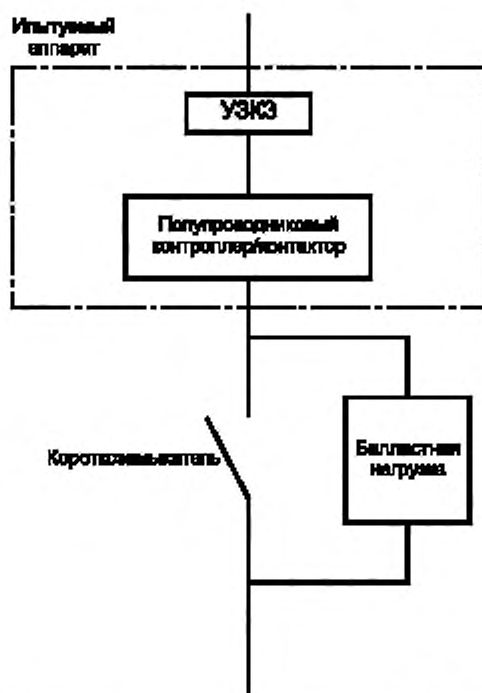 Испытуемый
аппарат
УЗКЗ
Полупроводниковый
контроллер/контактор
Короткозамыкатель
Балластная
нагрузка